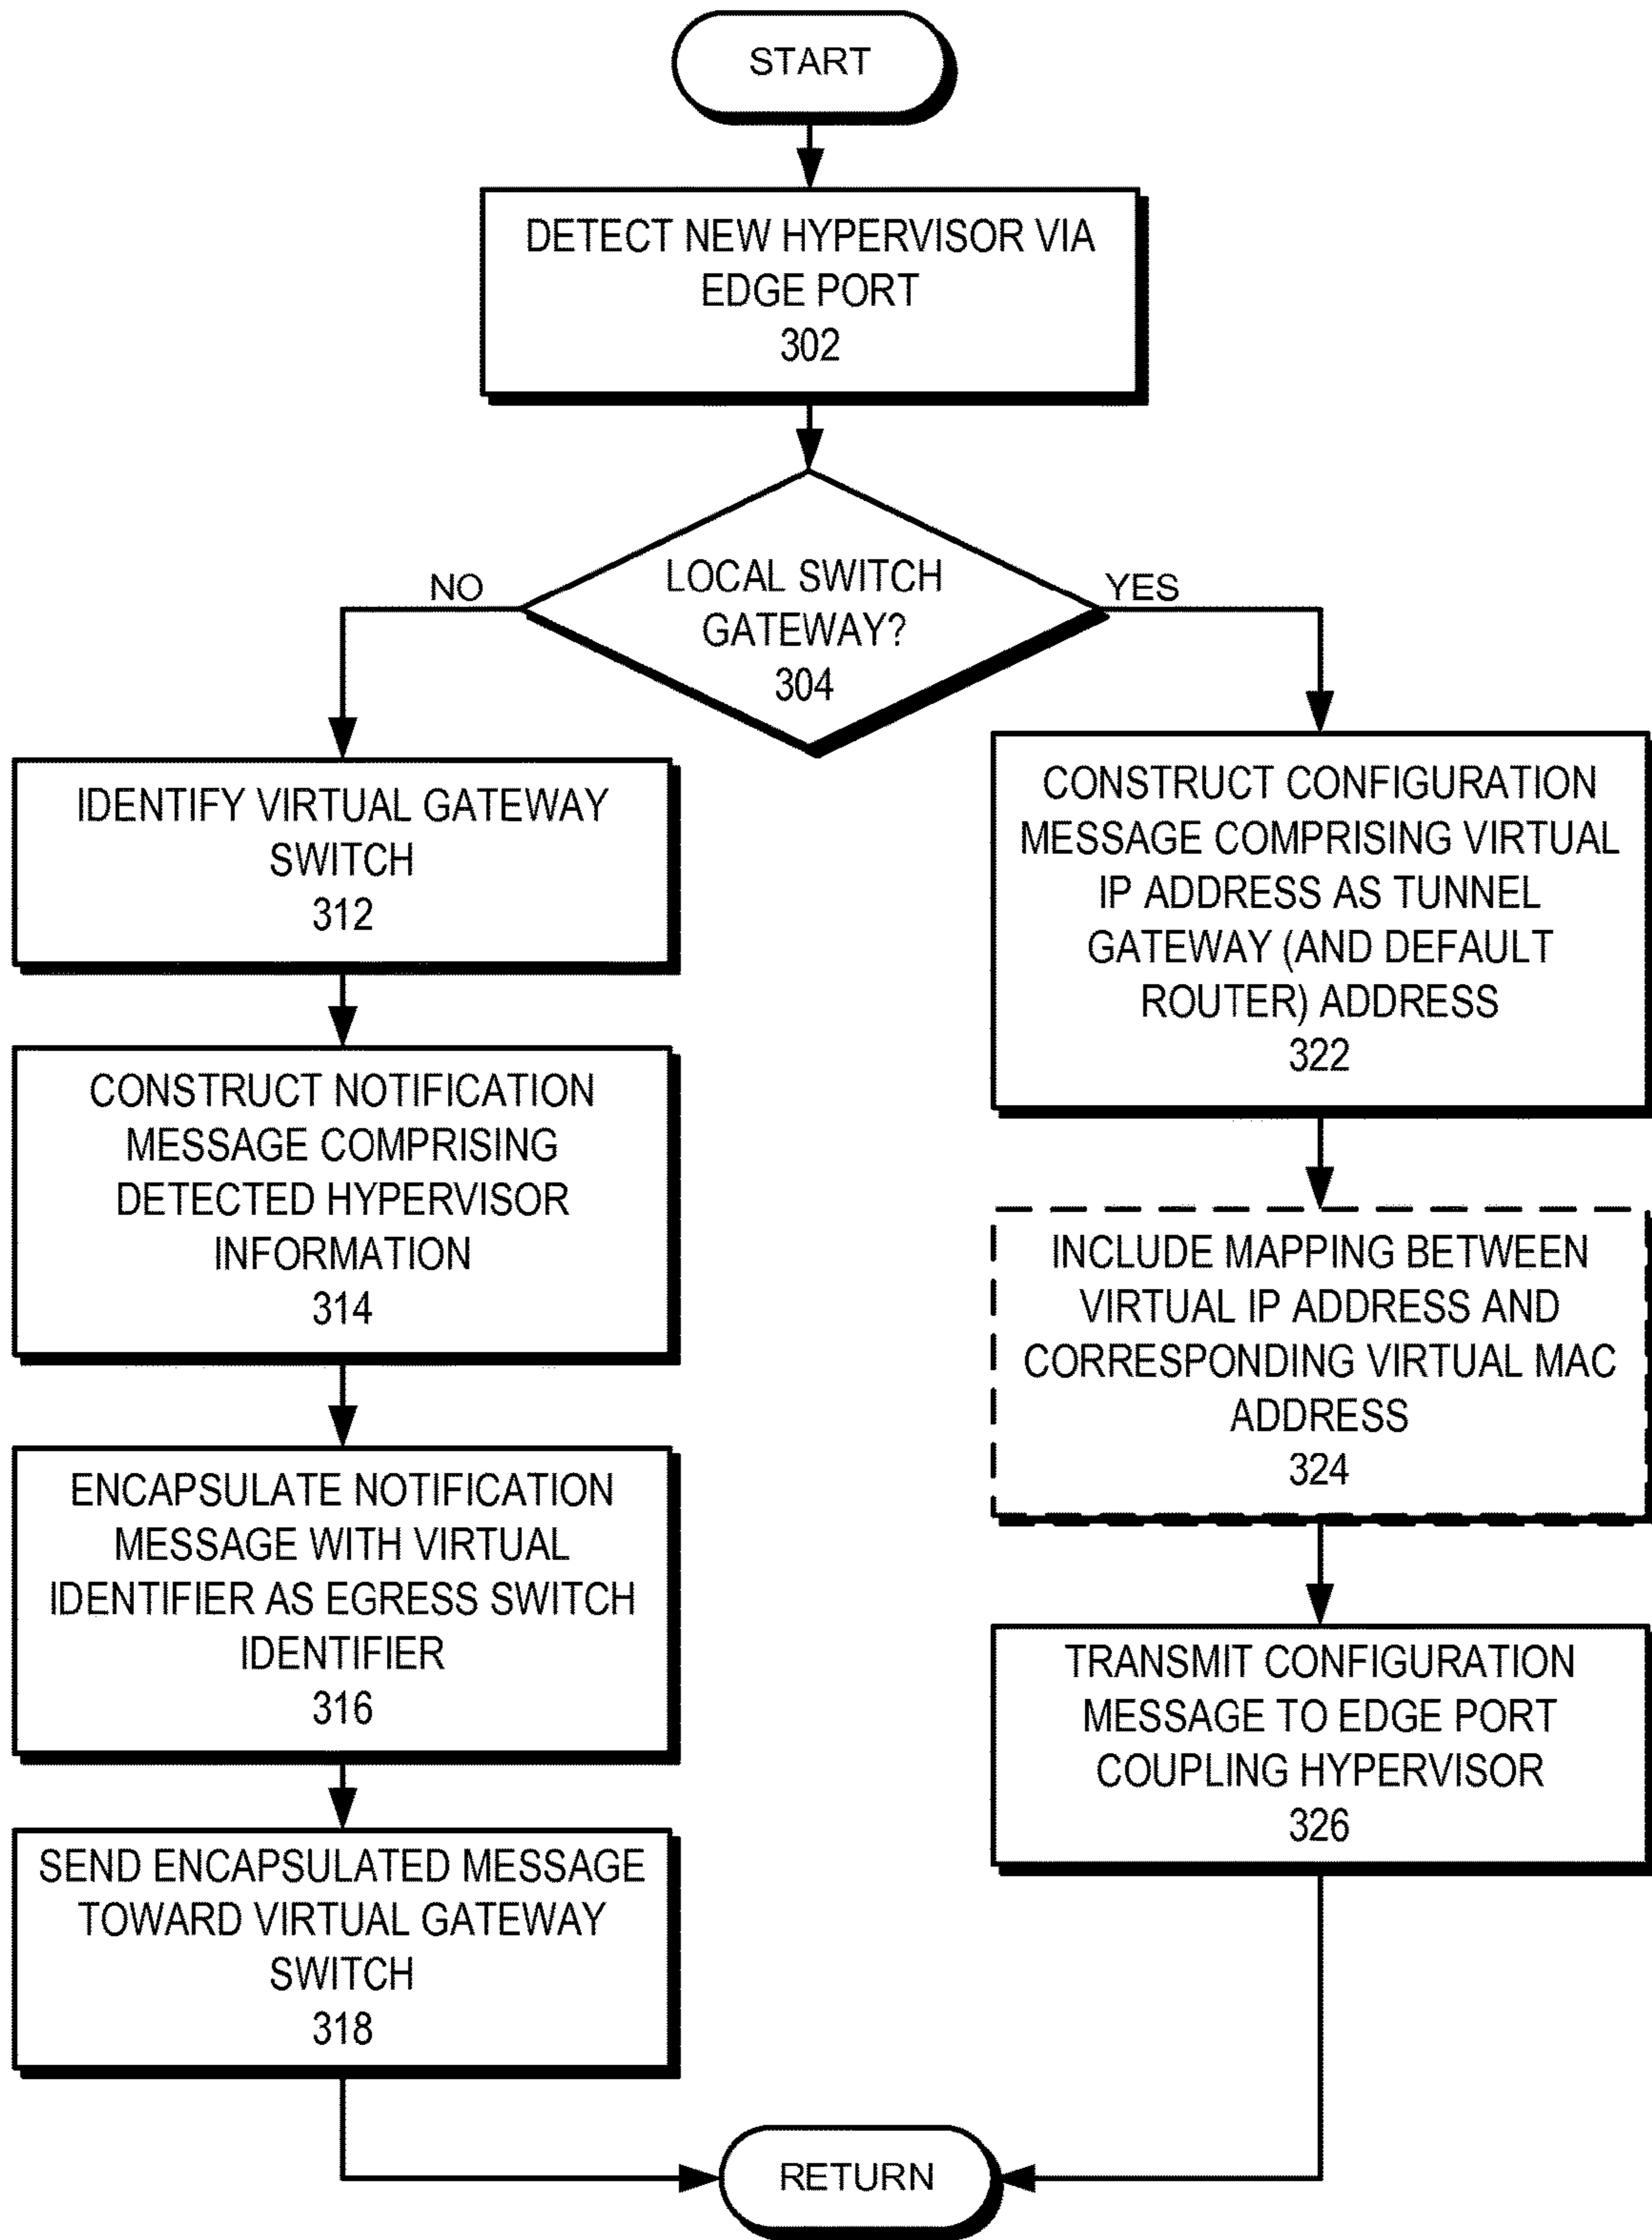 START
DETECT NEW HYPERVISOR VIA
EDGE PORT
302
LOCAL SWITCH
GATEWAY?
304
NO
YES
IDENTIFY VIRTUAL GATEWAY
SWITCH
312
CONSTRUCT NOTIFICATION
MESSAGE COMPRISING
DETECTED HYPERVISOR
INFORMATION
314
ENCAPSULATE NOTIFICATION
MESSAGE WITH VIRTUAL
IDENTIFIER AS EGRESS SWITCH
IDENTIFIER
316
SEND ENCAPSULATED MESSAGE
TOWARD VIRTUAL GATEWAY
SWITCH
318
CONSTRUCT CONFIGURATION
MESSAGE COMPRISING VIRTUAL
IP ADDRESS AS TUNNEL
GATEWAY (AND DEFAULT
ROUTER) ADDRESS
322
INCLUDE MAPPING BETWEEN
VIRTUAL IP ADDRESS AND
CORRESPONDING VIRTUAL MAC
ADDRESS
324
TRANSMIT CONFIGURATION
MESSAGE TO EDGE PORT
COUPLING HYPERVISOR
326
RETURN